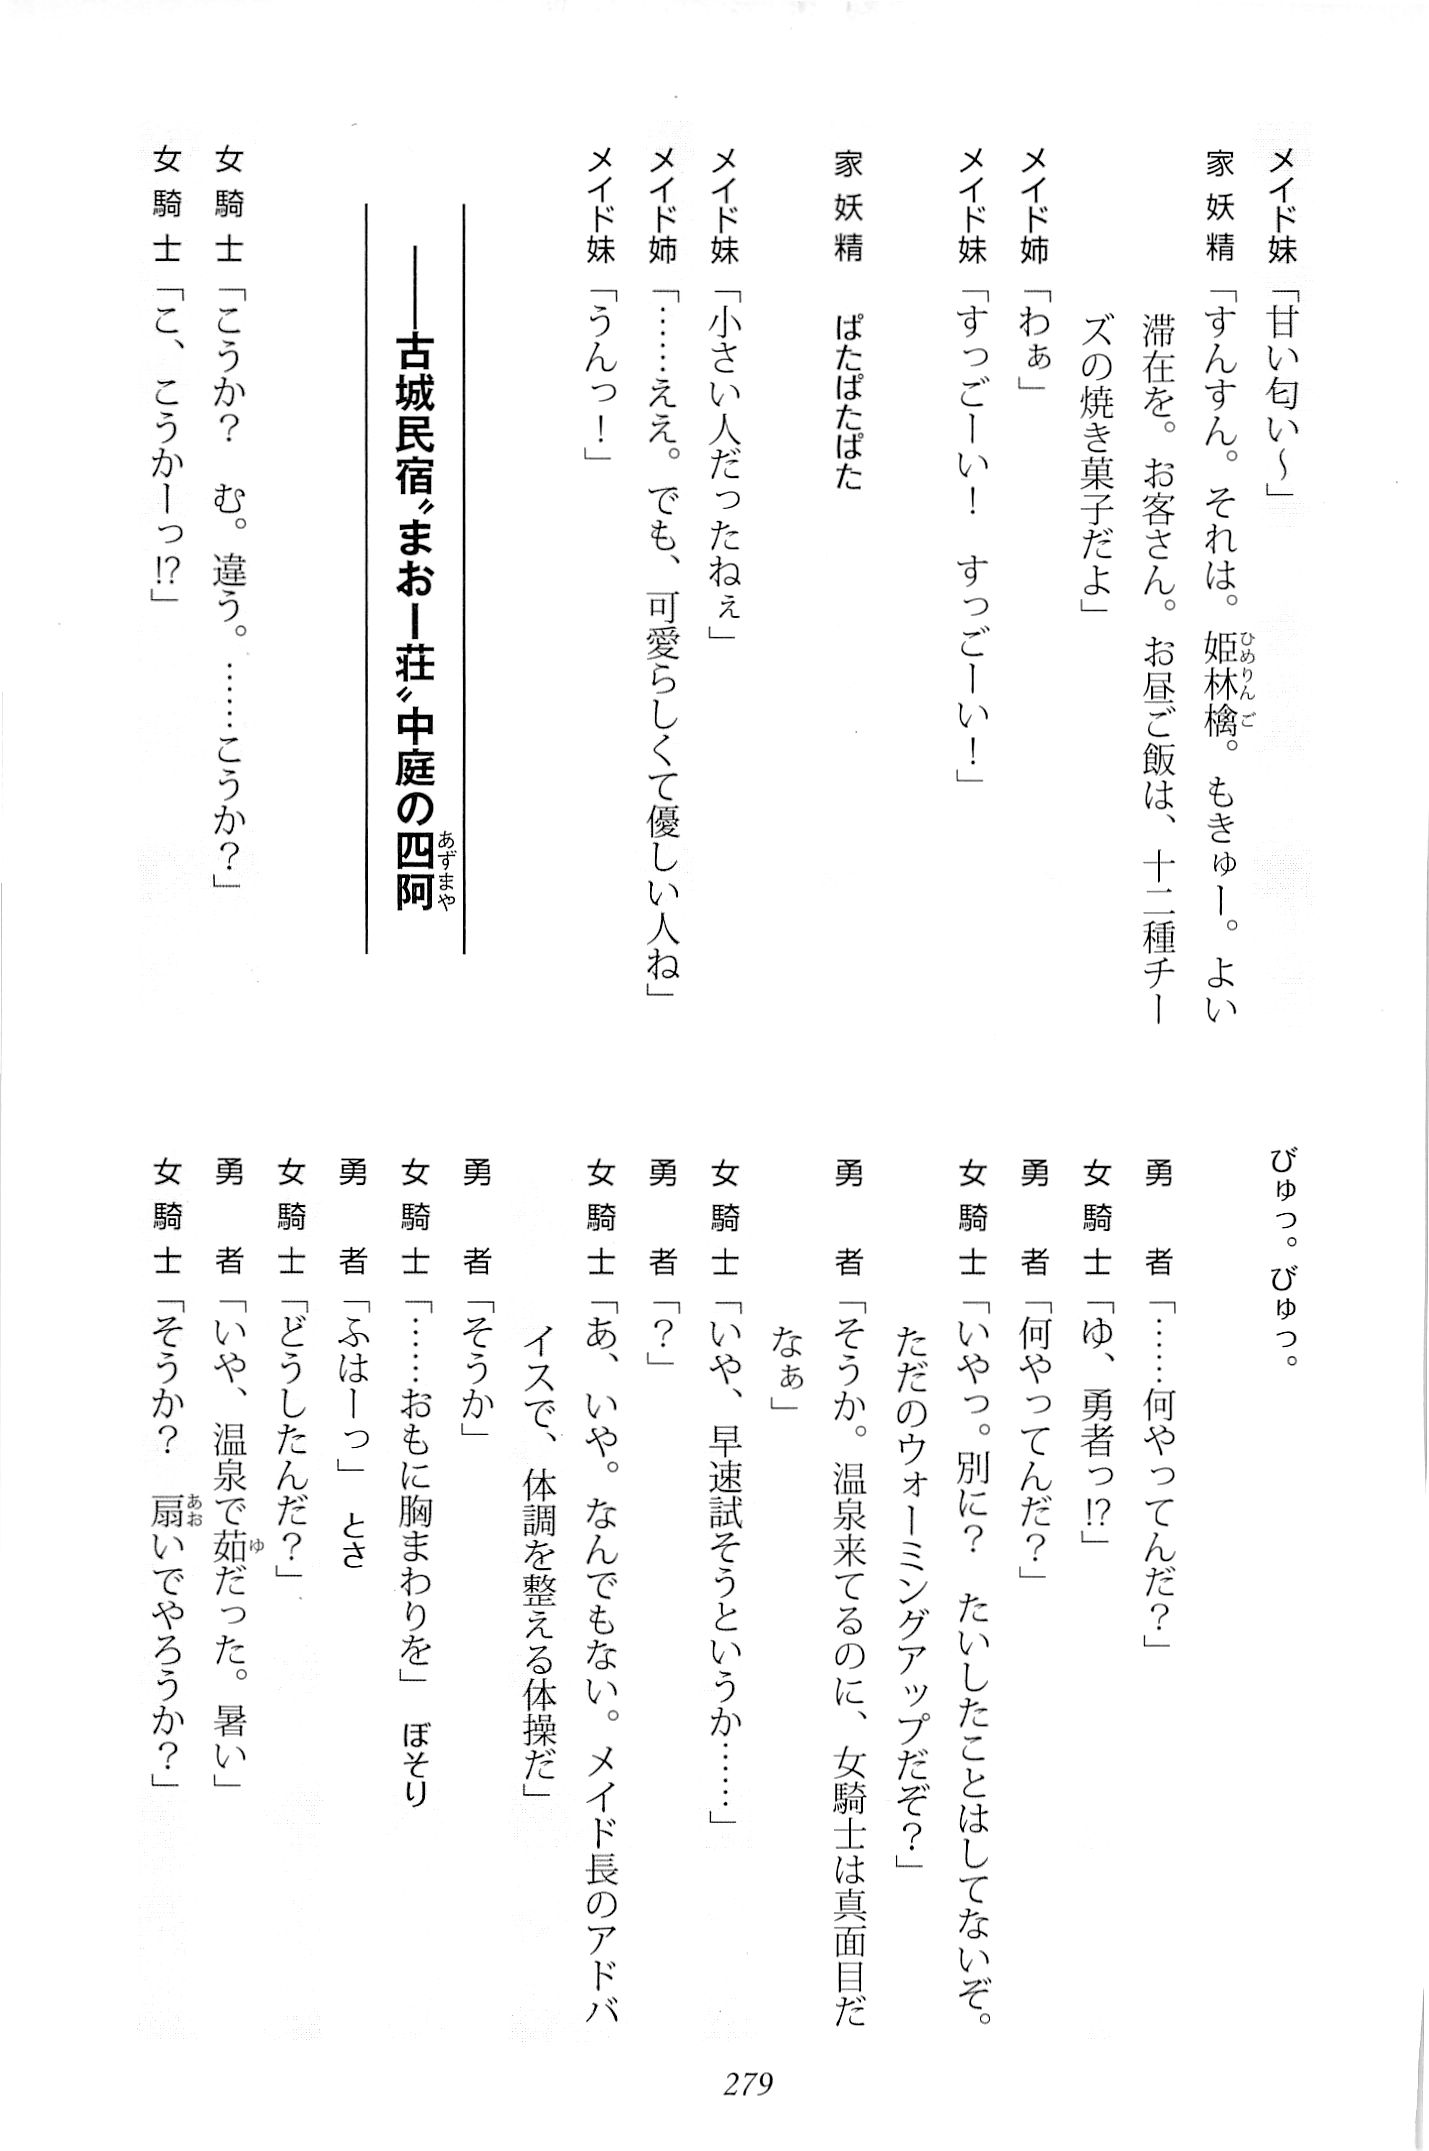 メイド妹「甘い匂い～」
家妖精「すんすん。それは。姫林檎。もきゅー。よい
滞在を。お客さん。お昼ご飯は、十二種チー
ズの焼き菓子だよ」
メイド姉「わぁ」
メイド妹「すっごーい！　すっごーい！」
家妖精　ぱたぱたぱた
メイド妹「小さい人だったねぇ」
メイド姉「……ええ。でも、可愛らしくて優しい人ね」
メイド妹「うんっ！」
――古城民宿〝まおー荘〟中庭の四阿
女騎士「こうか？　む。違う。……こうか？」
女騎士「こ、こうかーっ!?」
びゅっ。びゅっ。
勇者「……何やってんだ？」
女騎士「ゆ、勇者っ!?」
勇者「何やってんだ？」
女騎士「いやっ。別に？　たいしたことはしてないぞ。
ただのウォーミングアップだぞ？」
勇者「そうか。温泉来てるのに、女騎士は真面目だ
なぁ」
女騎士「いや、早速試そうというか……」
勇者「？」
女騎士「あ、いや。なんでもない。メイド長のアドバ
イスで、体調を整える体操だ」
勇者「そうか」
女騎士「……おもに胸まわりを」　ぼそり
勇者「ふはーっ」　とさ
女騎士「どうしたんだ？」
勇者「いや、温泉で茹だった。暑い」
女騎士「そうか？　扇いでやろうか？」
279